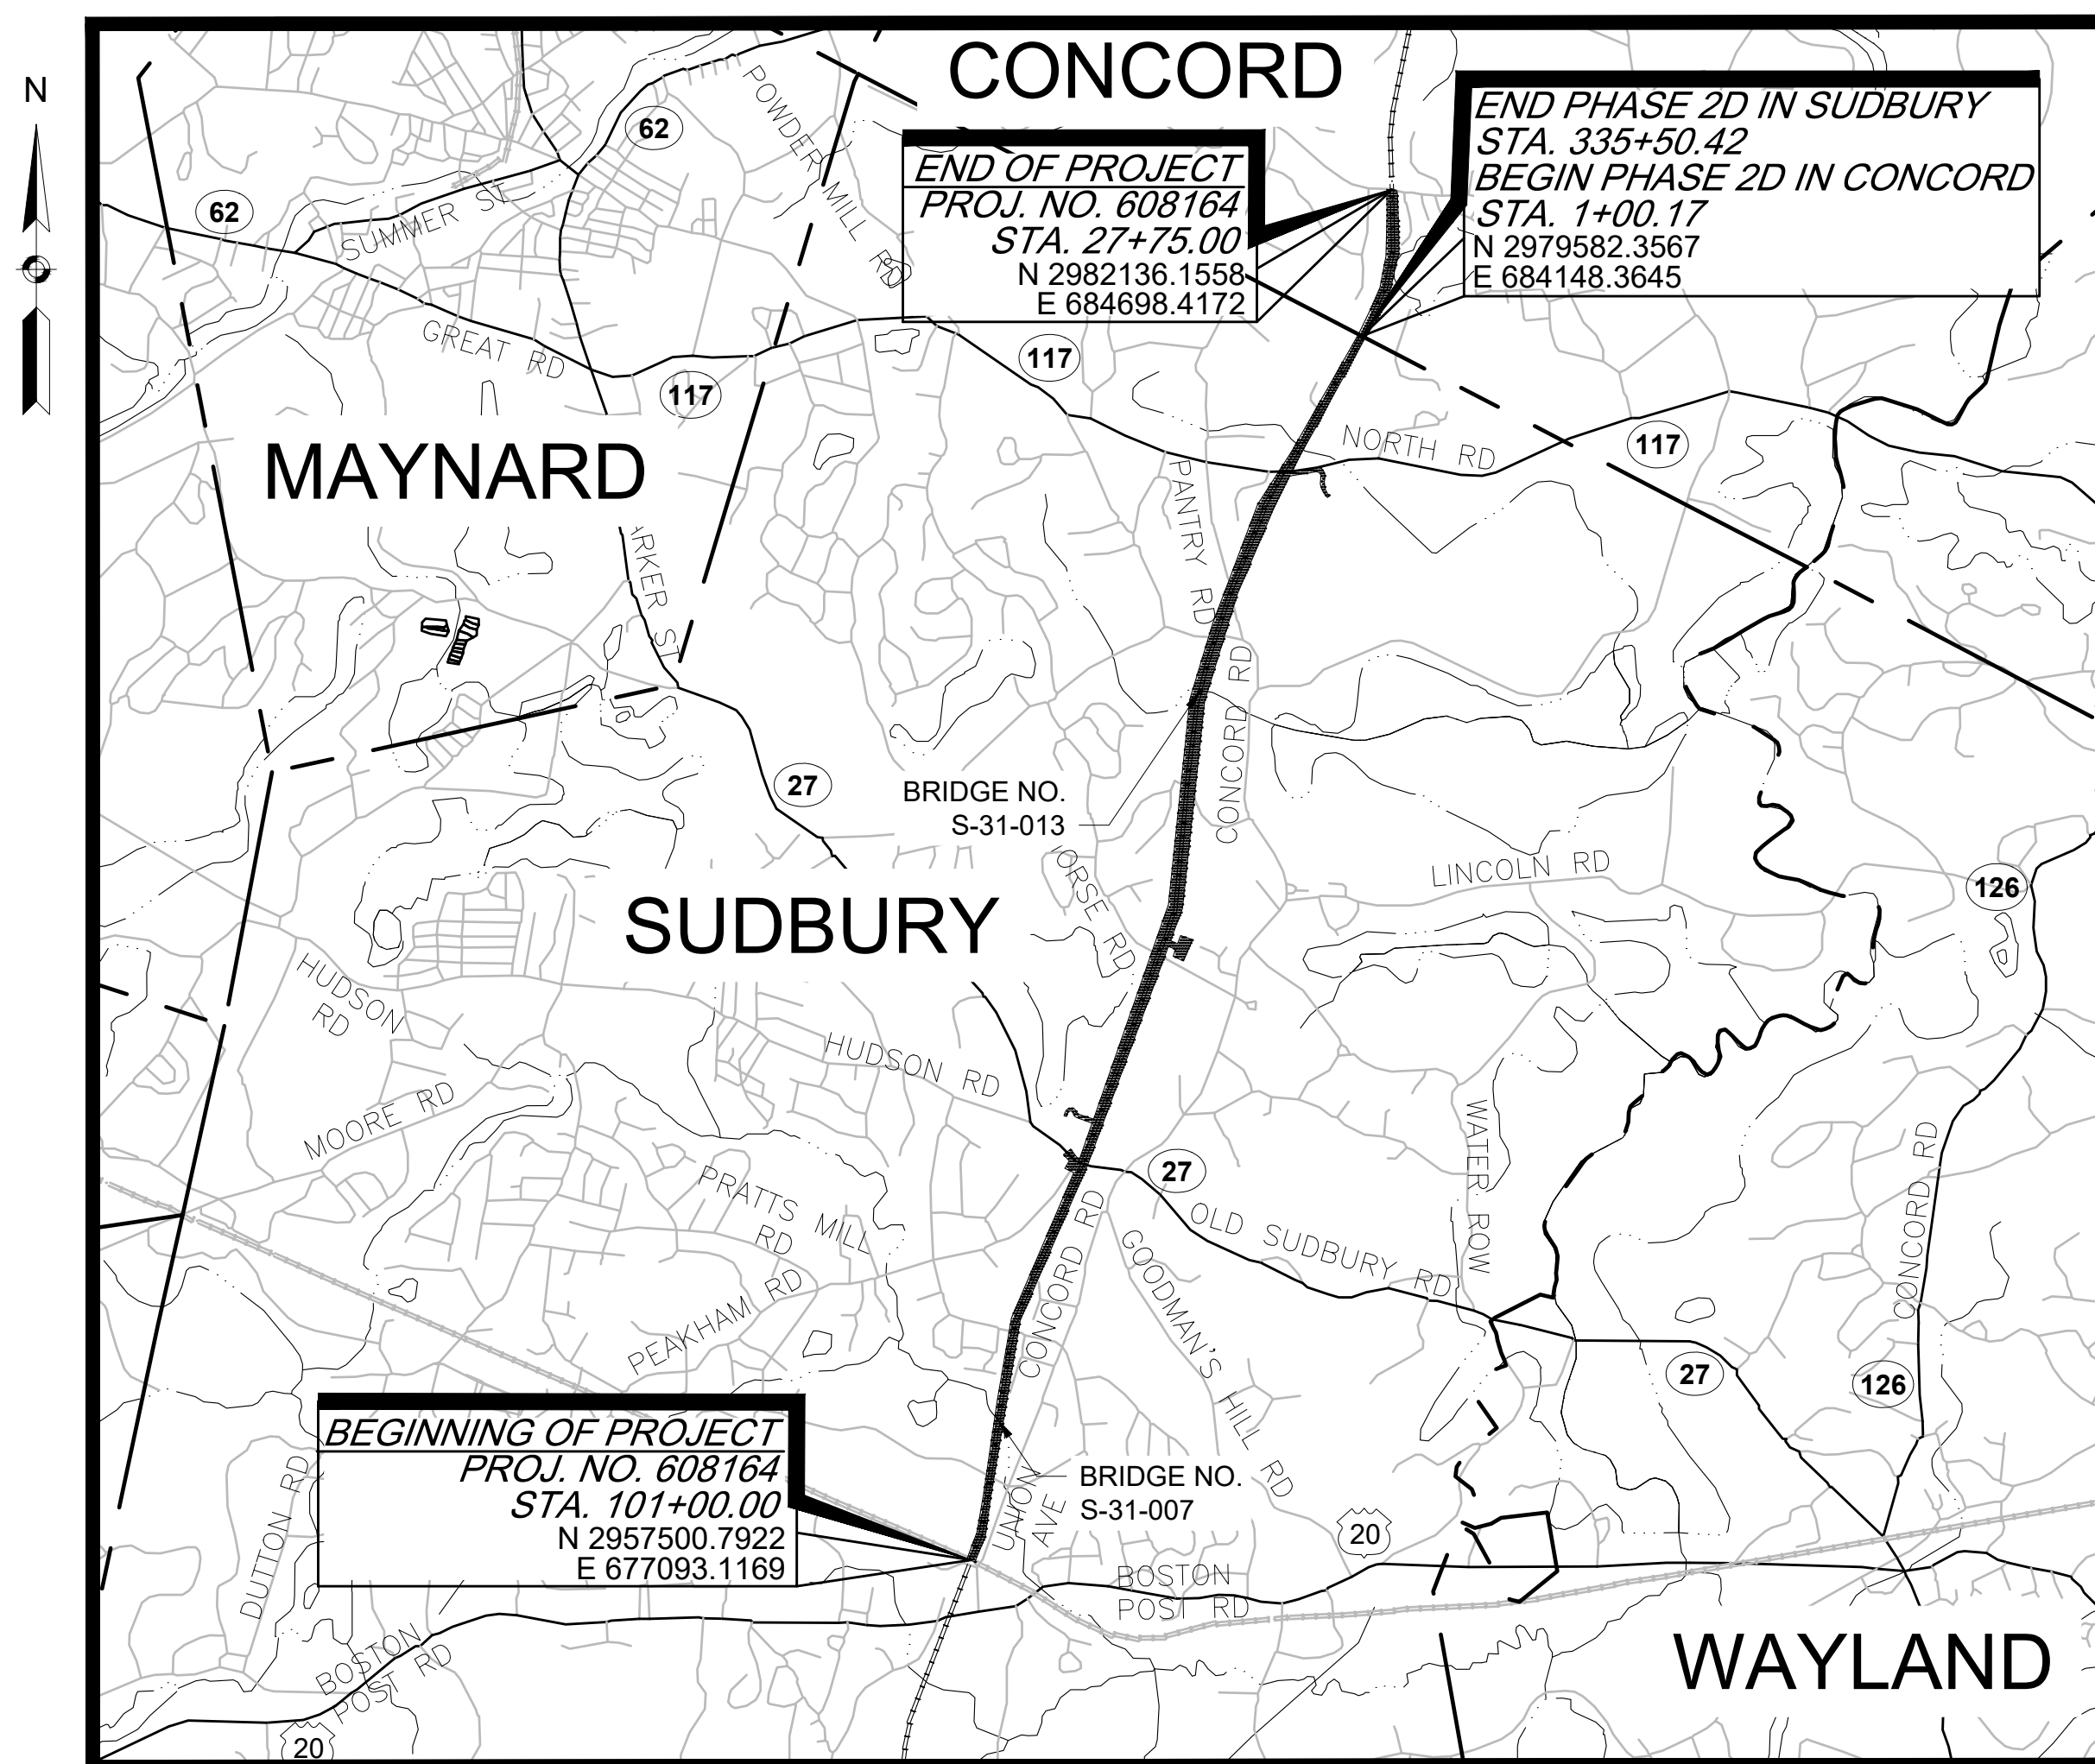 N
CONCORD
END PHASE 2D IN SUDBURY
STA. 335+50.42
BEGIN PHASE 2D IN CONCORD
STA. 1+00.17
N 2979582.3567
E 684148.3645
END OF PROJECT
PROJ. NO. 608164
STA. 27+75.00
N 2982136.1558
E 684698.4172
62
POWDER MILL RD
62
SUMMER ST
GREAT RD
117
117
NORTH RD
117
MAYNARD
PANTRY RD
ARKER ST
CONCORD RD
CONCORD RD
27
BRIDGE NO.
S-31-013
ORSE RD
LINCOLN RD
126
SUDBURY
HUDSON
RD
HUDSON RD
MOORE RD
WATER ROW
CONCORD RD
PRATTS MILL
RD
27
OLD SUDBURY RD
CONCORD RD
GOODMAN'S HILL RD
PEAKHAM RD
27
126
BEGINNING OF PROJECT
PROJ. NO. 608164
STA. 101+00.00
N 2957500.7922
E 677093.1169
DUTTON RD
BRIDGE NO.
S-31-007
UNION
AVE
20
BOSTON
POST RD
BOSTON
POST RD
20
WAYLAND